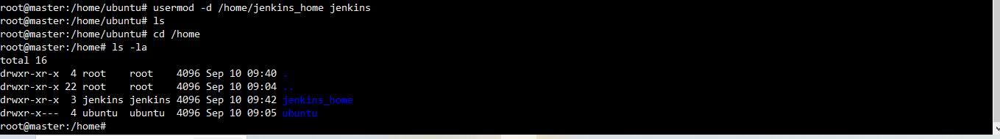 root@master:/home/ubuntu# usermod -d /home/jenkins_home jenkins
root@master:/home/ubuntu# ls
root@master:/home/ubuntu# cd /home
root@master:/home# ls -la
total 16
drwxr-xr-x  4 root    root    4096 Sep 10 09:40 .
drwxr-xr-x 22 root    root    4096 Sep 10 09:04 ..
drwxr-xr-x  3 jenkins jenkins 4096 Sep 10 09:42 jenkins_home
drwxr-x---  4 ubuntu  ubuntu  4096 Sep 10 09:05 ubuntu
root@master:/home#